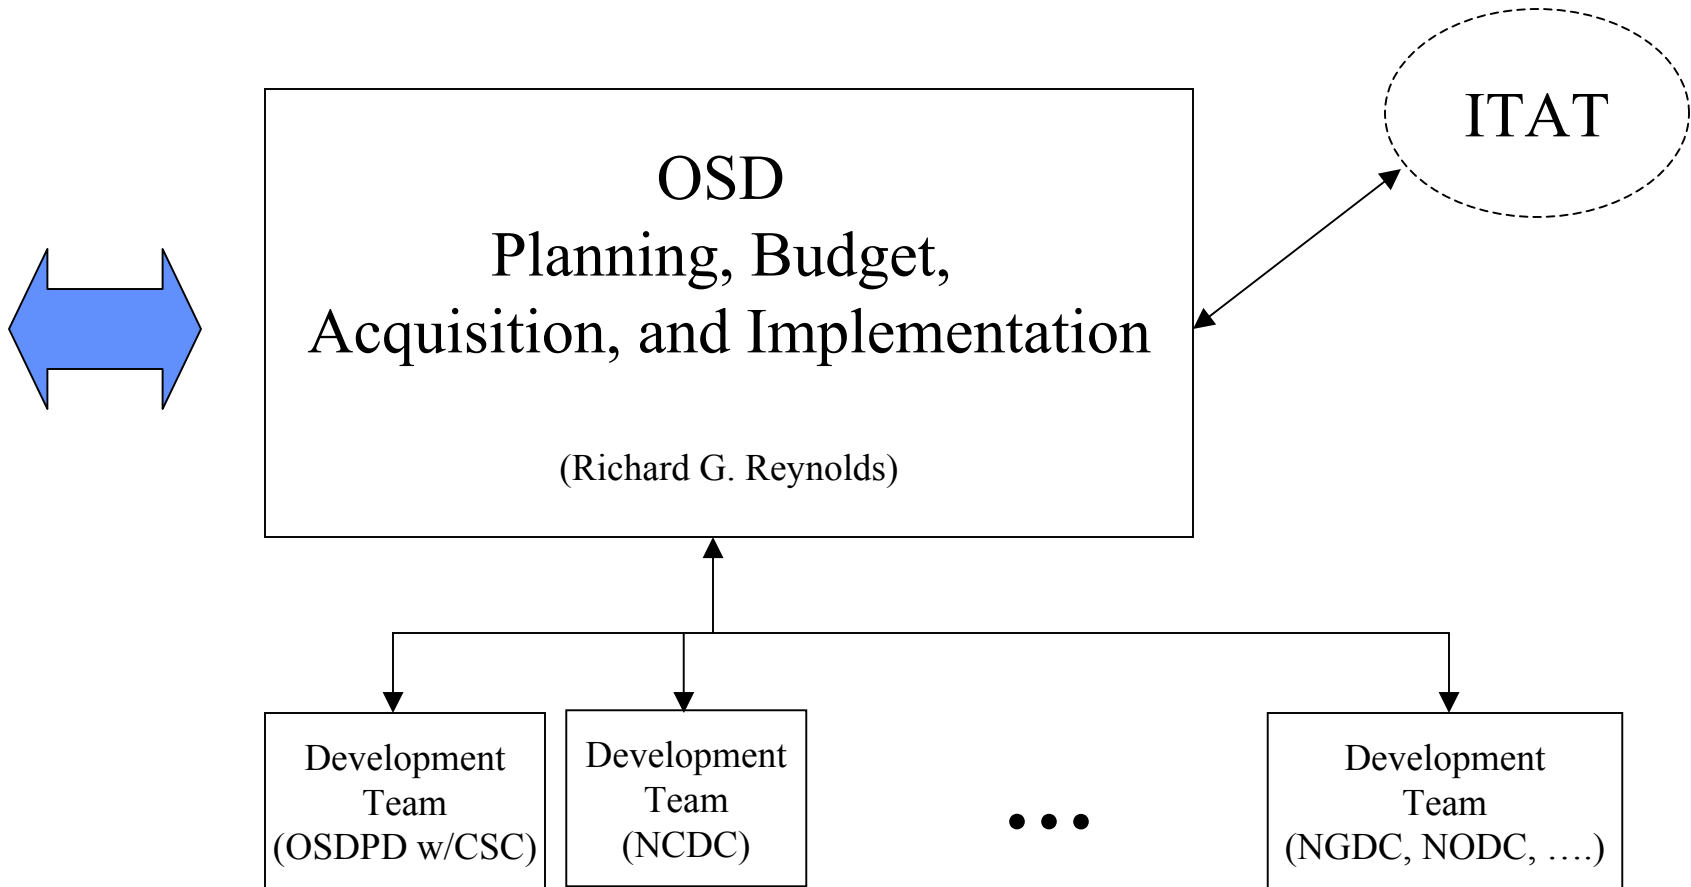 ITAT
OSD
Planning, Budget,
Acquisition, and Implementation
(Richard G. Reynolds)
Development
Team
(OSDPD w/CSC)
Development
Team
(NCDC)
•••
Development
Team
(NGDC, NODC, ….)